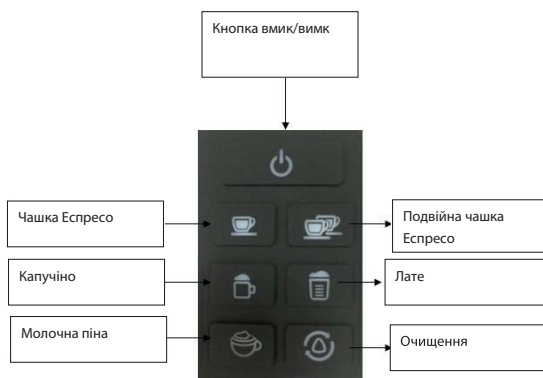 Кнопка вмик/вимк
Чашка Еспресо
Подвійна чашка
Еспресо
Капучіно
Лате
Молочна піна
Очищення